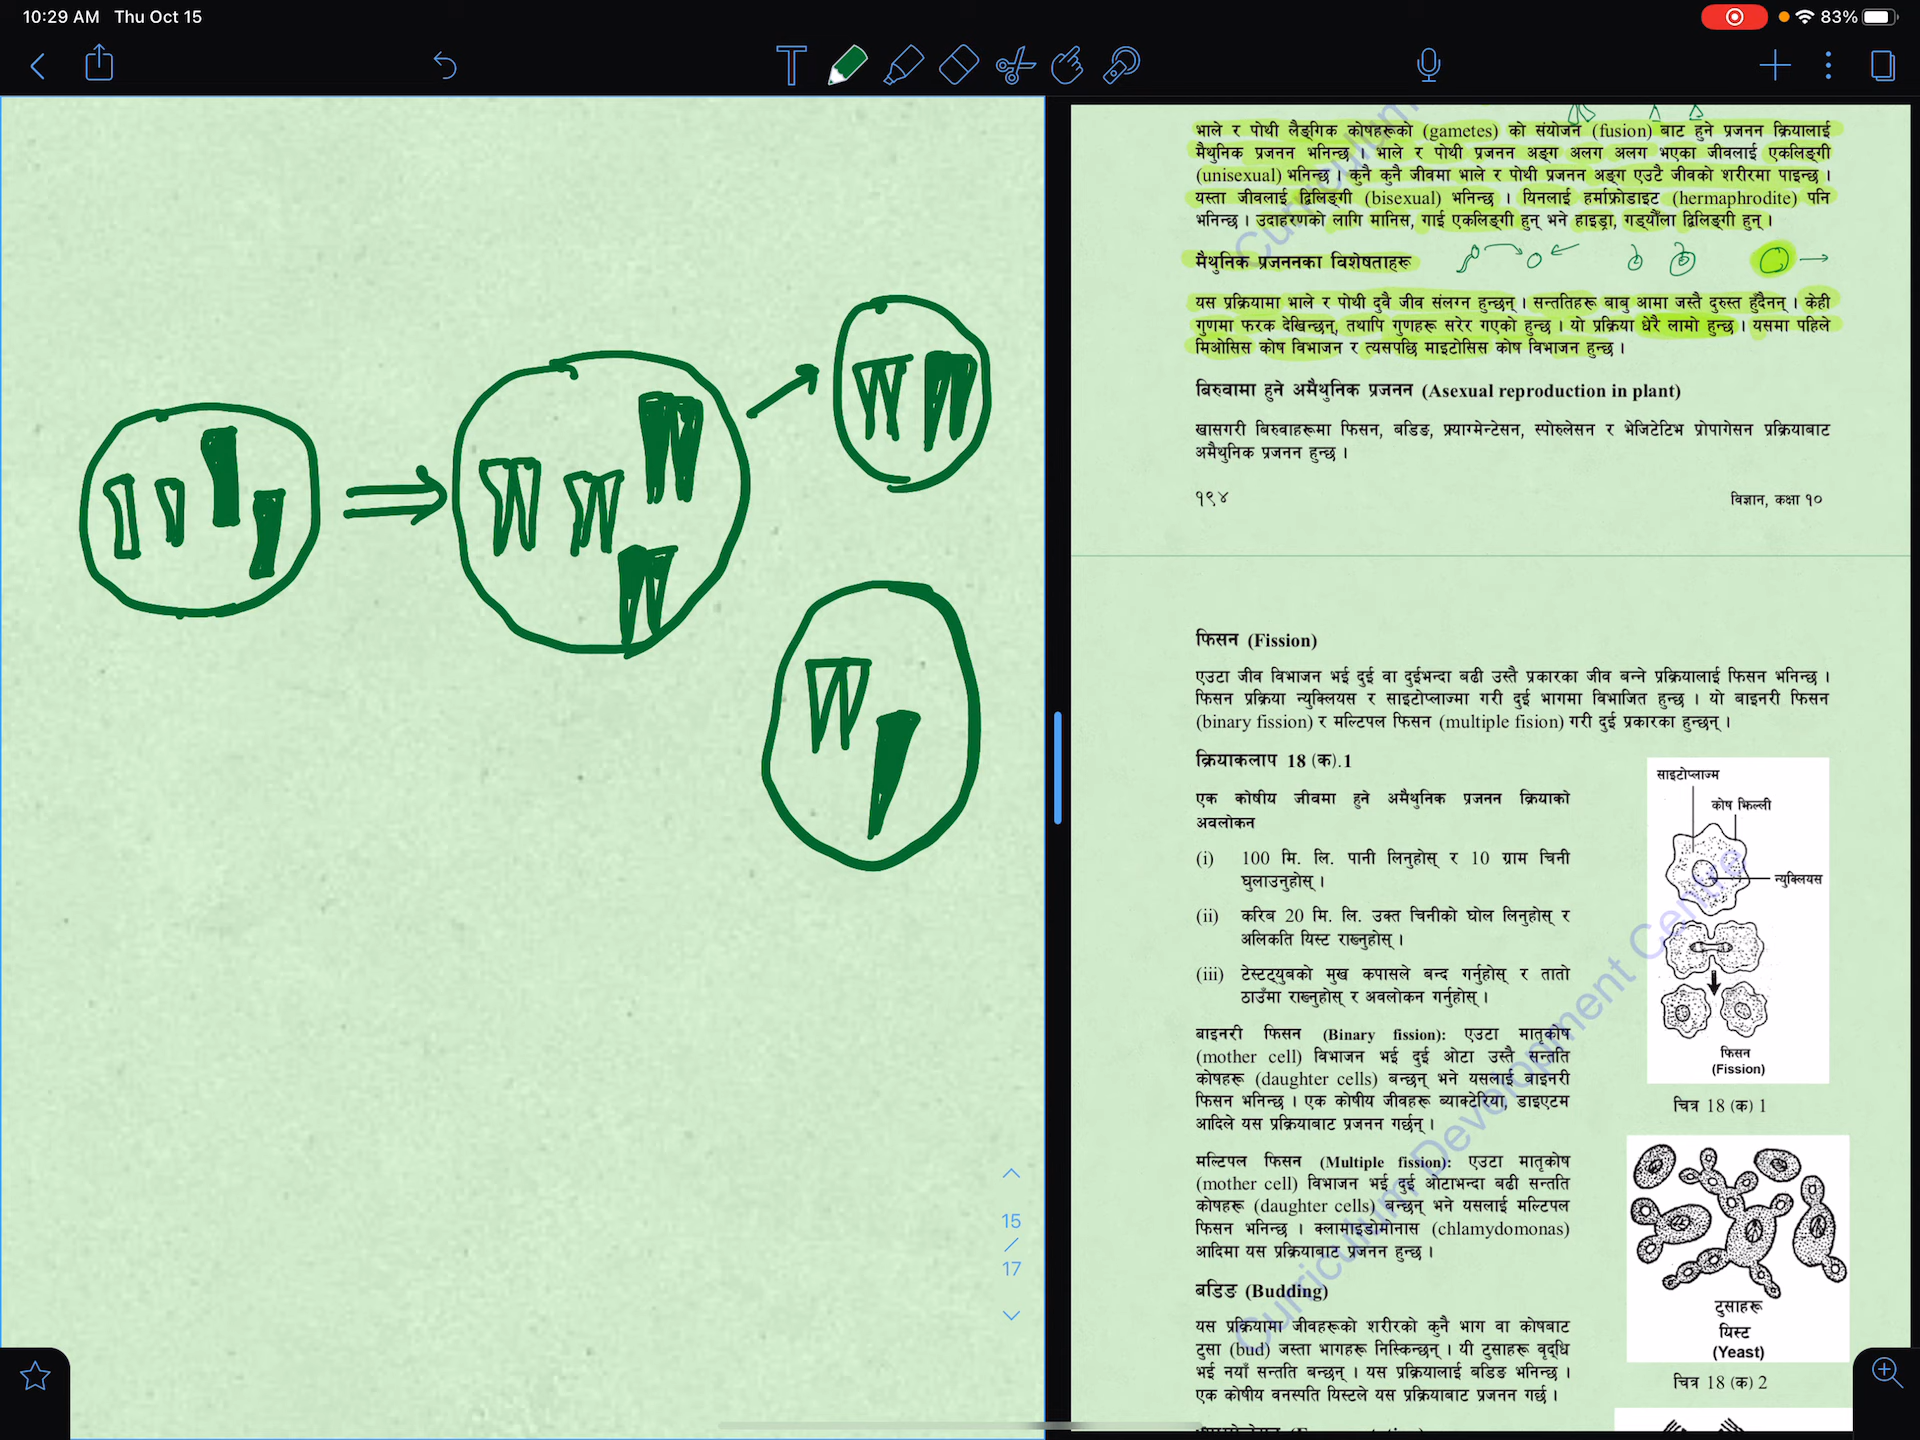 10:29 AM Thu Oct 15
83%
भाले र पोथी लैङ्गिक कोषहरूको (gametes) को संयोजन (fusion) बाट हुने प्रजनन क्रियालाई
मैथुनिक प्रजनन भनिन्छ । भाले र पोथी प्रजनन अङ्ग अलग अलग भएका जीवलाई एकलिङ्गी
(unisexual) भनिन्छ । कुनै कुनै जीवमा भाले र पोथी प्रजनन अङ्ग एउटै जीवको शरीरमा पाइन्छ ।
यस्ता जीवलाई द्विलिङ्गी (bisexual) भनिन्छ । यिनलाई हर्माफ्रोडाइट (hermaphrodite) पनि
भनिन्छ । उदाहरणको लागि मानिस, गाई एकलिङ्गी हुन् भने हाइड्रा, गड्यौंला द्विलिङ्गी हुन् ।
मैथुनिक प्रजननका विशेषताहरू
यस प्रक्रियामा भाले र पोथी दुवै जीव संलग्न हुन्छन् । सन्ततिहरू बाबु आमा जस्तै दुरुस्त हुँदैनन् । केही
गुणमा फरक देखिन्छन्, तथापि गुणहरू सरेर गएको हुन्छ । यो प्रक्रिया धेरै लामो हुन्छ । यसमा पहिले
मिओसिस कोष विभाजन र त्यसपछि माइटोसिस कोष विभाजन हुन्छ ।
बिरुवामा हुने अमैथुनिक प्रजनन (Asexual reproduction in plant)
खासगरी बिरुवाहरूमा फिसन, बडिङ, फ्र्याग्मेन्टेसन, स्पोरुलेसन र भेजिटेटिभ प्रोपागेसन प्रक्रियाबाट
अमैथुनिक प्रजनन हुन्छ ।
१९४ विज्ञान, कक्षा १०
फिसन (Fission)
एउटा जीव विभाजन भई दुई वा दुईभन्दा बढी उस्तै प्रकारका जीव बन्ने प्रक्रियालाई फिसन भनिन्छ ।
फिसन प्रक्रिया न्युक्लियस र साइटोप्लाज्मा गरी दुई भागमा विभाजित हुन्छ । यो बाइनरी फिसन
(binary fission) र मल्टिपल फिसन (multiple fision) गरी दुई प्रकारका हुन्छन् ।
क्रियाकलाप 18 (क).1
एक कोषीय जीवमा हुने अमैथुनिक प्रजनन क्रियाको
अवलोकन
(i) 100 मि. लि. पानी लिनुहोस् र 10 ग्राम चिनी
घुलाउनुहोस् ।
(ii) करिब 20 मि. लि. उक्त चिनीको घोल लिनुहोस् र
अलिकति यिस्ट राख्नुहोस् ।
(iii) टेस्टट्युबको मुख कपासले बन्द गर्नुहोस् र तातो
ठाउँमा राख्नुहोस् र अवलोकन गर्नुहोस् ।
बाइनरी फिसन (Binary fission): एउटा मातृकोष
(mother cell) विभाजन भई दुई ओटा उस्तै सन्तति
कोषहरू (daughter cells) बन्छन् भने यसलाई बाइनरी
फिसन भनिन्छ । एक कोषीय जीवहरू ब्याक्टेरिया, डाइएटम
आदिले यस प्रक्रियाबाट प्रजनन गर्छन् ।
मल्टिपल फिसन (Multiple fission): एउटा मातृकोष
(mother cell) विभाजन भई दुई ओटाभन्दा बढी सन्तति
कोषहरू (daughter cells) बन्छन् भने यसलाई मल्टिपल
फिसन भनिन्छ । क्लामाइडोमोनास (chlamydomonas)
आदिमा यस प्रक्रियाबाट प्रजनन हुन्छ ।
बडिङ (Budding)
यस प्रक्रियामा जीवहरूको शरीरको कुनै भाग वा कोषबाट
टुसा (bud) जस्ता भागहरू निस्किन्छन् । यी टुसाहरू वृद्धि
भई नयाँ सन्तति बन्छन् । यस प्रक्रियालाई बडिङ भनिन्छ ।
एक कोषीय वनस्पति यिस्टले यस प्रक्रियाबाट प्रजनन गर्छ ।
साइटोप्लाज्म
कोष झिल्ली
न्युक्लियस
फिसन
(Fission)
चित्र 18 (क) 1
टुसाहरू
यिस्ट
(Yeast)
चित्र 18 (क) 2
Curriculum Development Centre
15
/
17